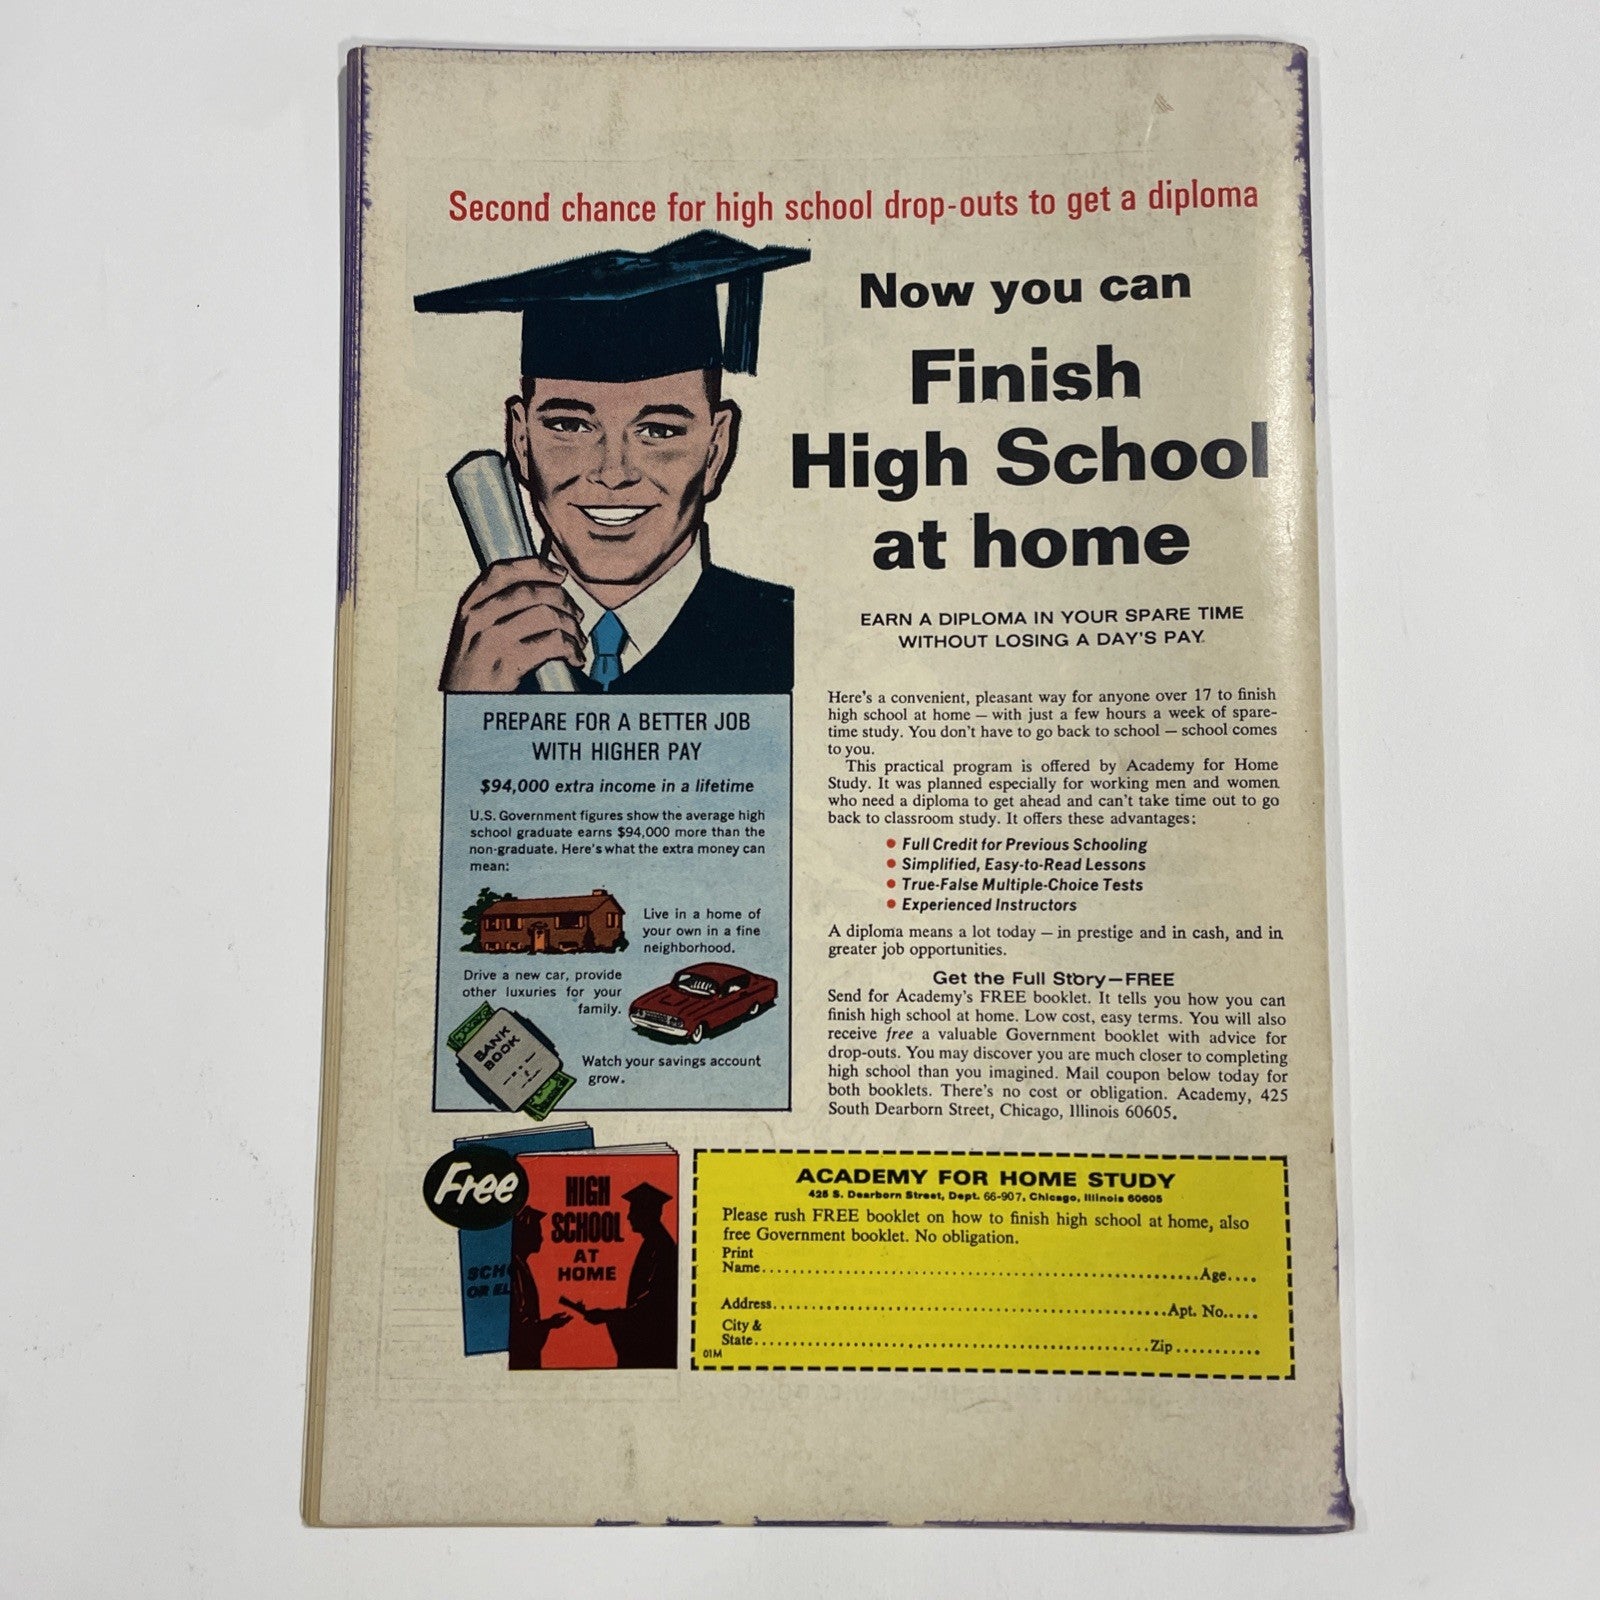 Second chance for high school drop-outs to get a diploma
Now you can
Finish
High School
at home
EARN A DIPLOMA IN YOUR SPARE TIME
WITHOUT LOSING A DAY'S PAY.
PREPARE FOR A BETTER JOB
WITH HIGHER PAY
$94,000 extra income in a lifetime
U.S. Government figures show the average high
school graduate earns $94,000 more than the
non-graduate. Here's what the extra money can
mean:
Live in a home of
your own in a fine
neighborhood.
Drive a new car, provide
other luxuries for your
family.
BANK
BOOK
Watch your savings account
grow.
Here's a convenient, pleasant way for anyone over 17 to finish
high school at home — with just a few hours a week of spare-
time study. You don't have to go back to school — school comes
to you.
This practical program is offered by Academy for Home
Study. It was planned especially for working men and women
who need a diploma to get ahead and can't take time out to go
back to classroom study. It offers these advantages:
• Full Credit for Previous Schooling
• Simplified, Easy-to-Read Lessons
• True-False Multiple-Choice Tests
• Experienced Instructors
A diploma means a lot today — in prestige and in cash, and in
greater job opportunities.
Get the Full Story—FREE
Send for Academy's FREE booklet. It tells you how you can
finish high school at home. Low cost, easy terms. You will also
receive free a valuable Government booklet with advice for
drop-outs. You may discover you are much closer to completing
high school than you imagined. Mail coupon below today for
both booklets. There's no cost or obligation. Academy, 425
South Dearborn Street, Chicago, Illinois 60605.
Free
HIGH
SCHOOL
AT
HOME
SCH
OR EL
ACADEMY FOR HOME STUDY
425 S. Dearborn Street, Dept. 66-907, Chicago, Illinois 60605
Please rush FREE booklet on how to finish high school at home, also
free Government booklet. No obligation.
Print
Name..........Age....
Address..........Apt. No.....
City &
State..........Zip............
01M